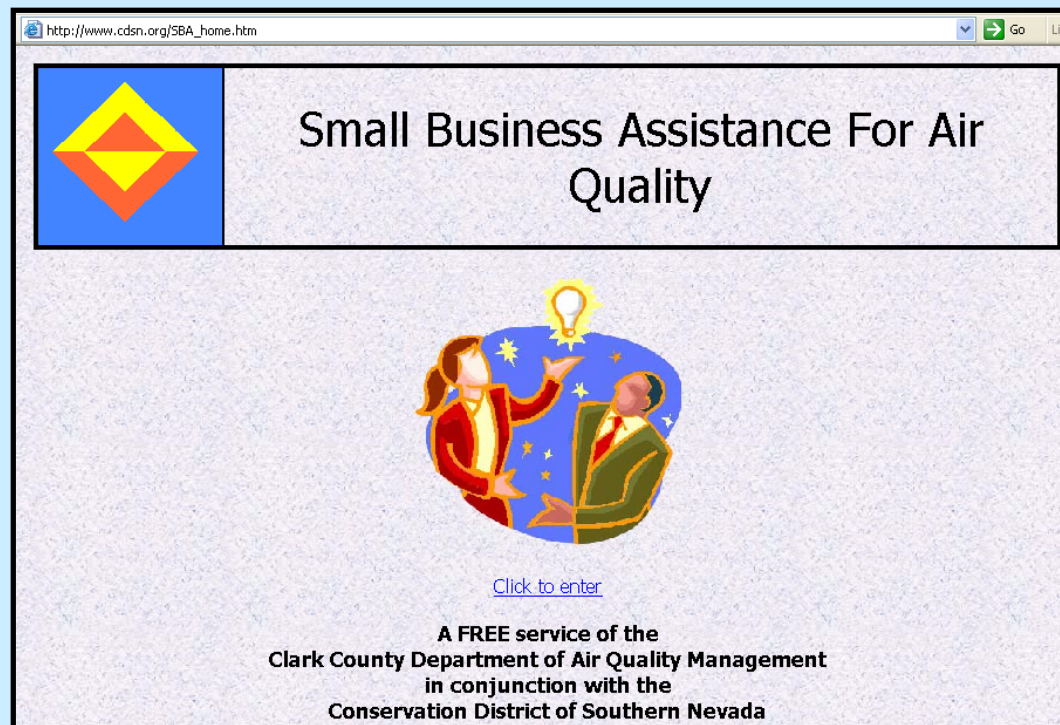 http://www.cdsn.org/SBA_home.htm
Go
Li
Small Business Assistance For Air
Quality
Click to enter
A FREE service of the
Clark County Department of Air Quality Management
in conjunction with the
Conservation District of Southern Nevada